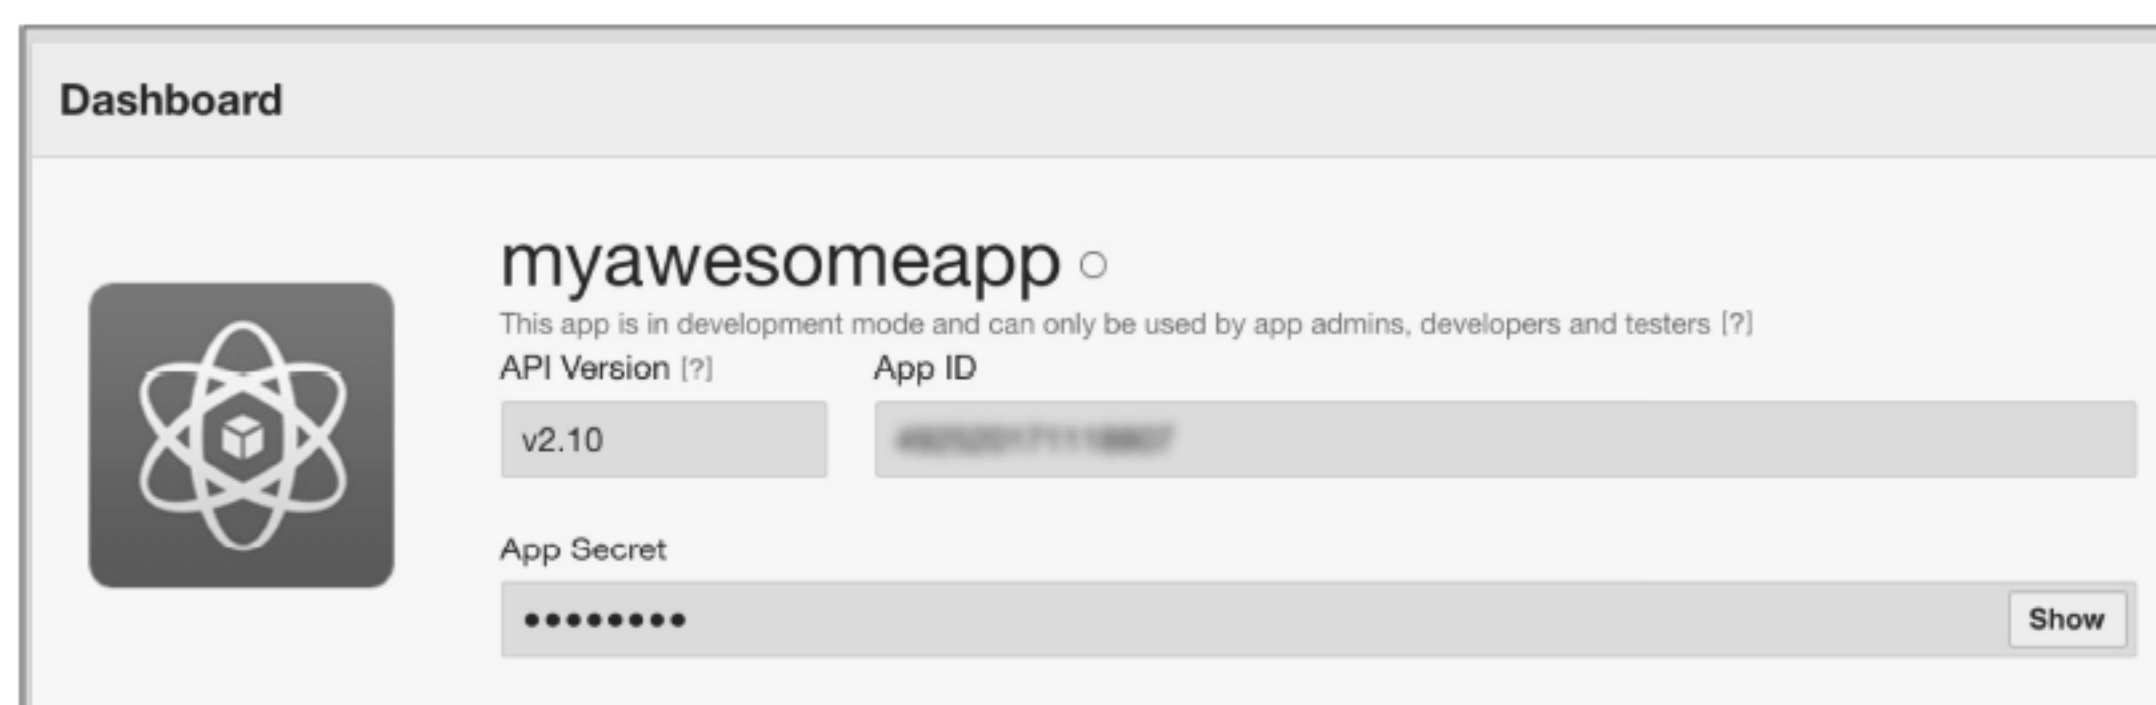 Dashboard
myawesomeapp
This app is in development mode and can only be used by app admins, developers and testers [?]
API Version [?] App ID
v2.10
App Secret
••••••••
Show